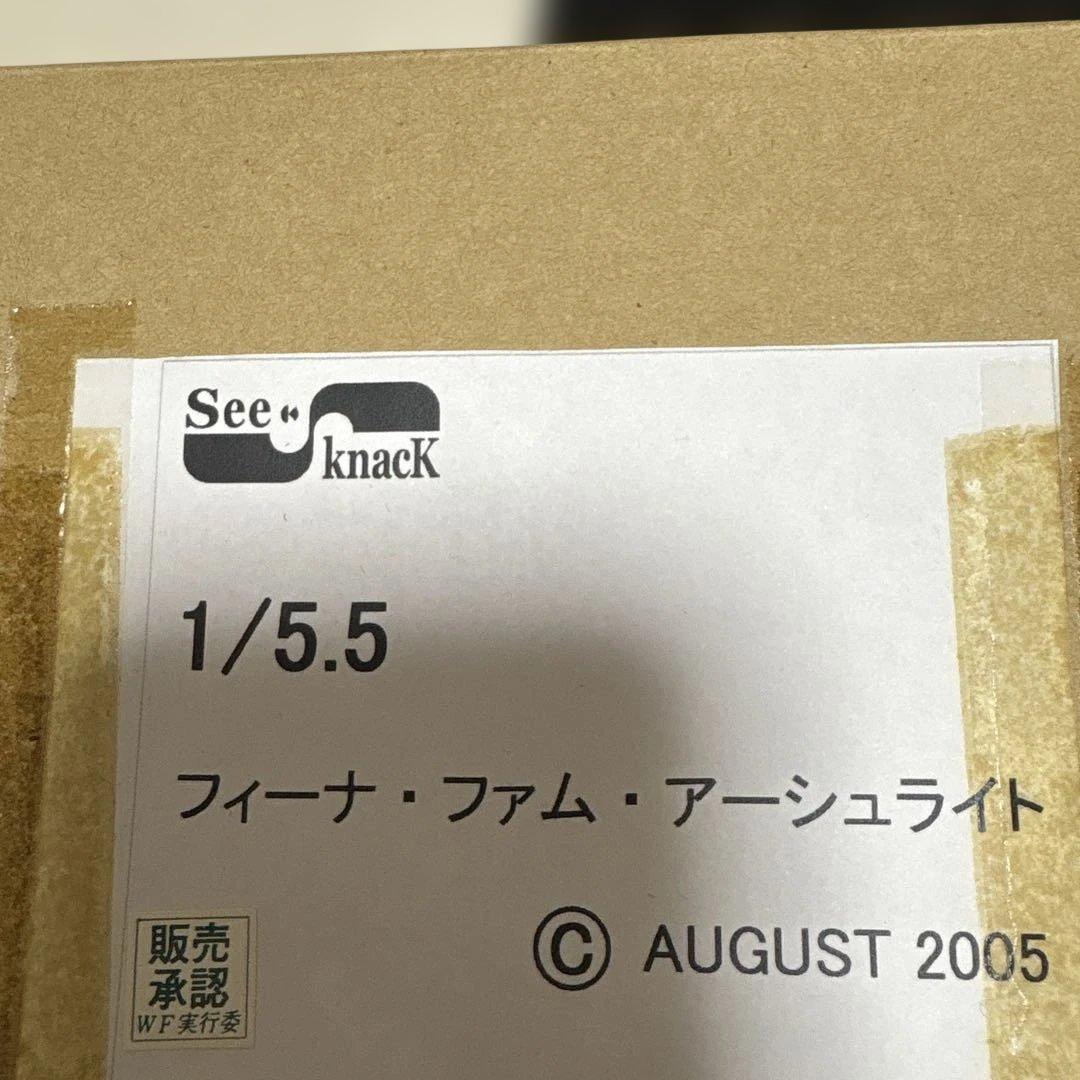 See
knacK
1/5.5
フィーナ・ファム・アーシュライト
© AUGUST 2005
販売
承認
WF実行委